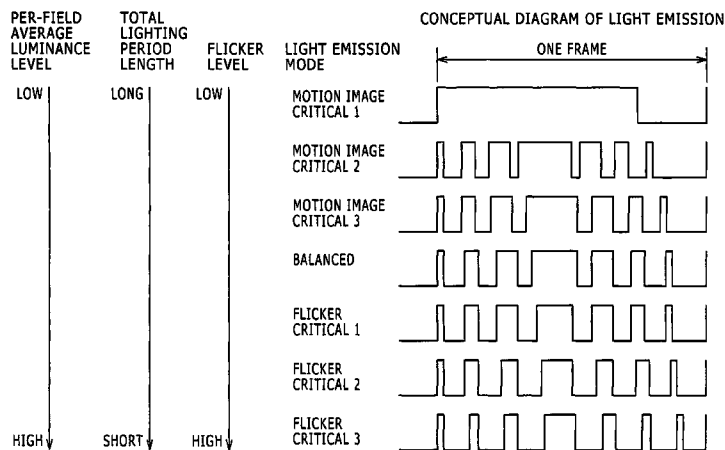 PER-FIELD AVERAGE LUMINANCE LEVEL
TOTAL LIGHTING PERIOD LENGTH
FLICKER LEVEL
LIGHT EMISSION MODE
CONCEPTUAL DIAGRAM OF LIGHT EMISSION
ONE FRAME
LOW
LONG
LOW
MOTION IMAGE
CRITICAL 1
MOTION IMAGE
CRITICAL 2
MOTION IMAGE
CRITICAL 3
BALANCED
FLICKER
CRITICAL 1
FLICKER
CRITICAL 2
FLICKER
CRITICAL 3
HIGH
SHORT
HIGH